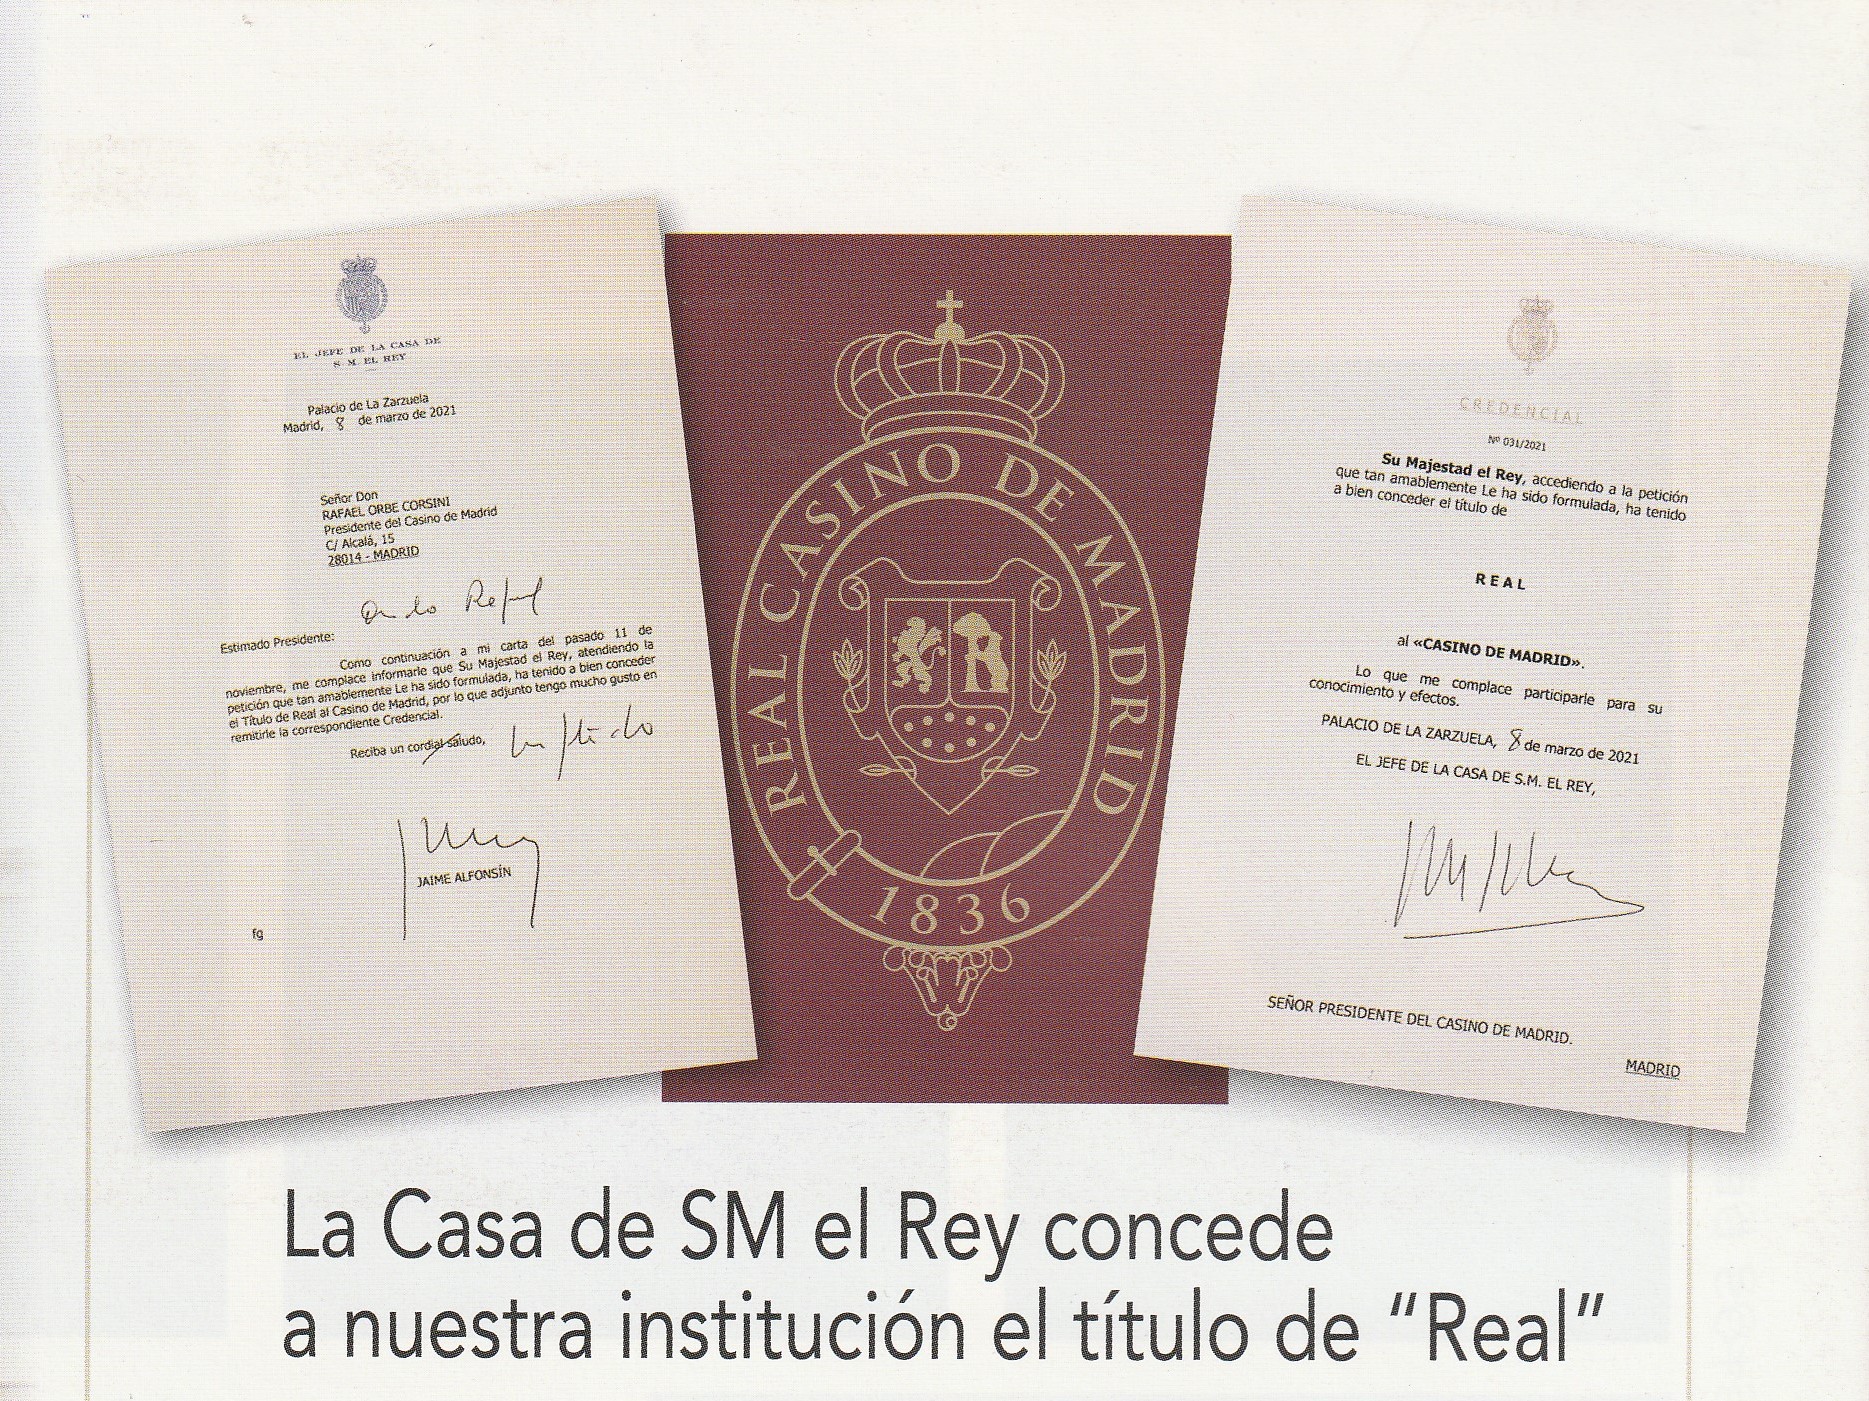 EL JEFE DE LA CASA DE
S. M. EL REY
Palacio de La Zarzuela
Madrid, 8 de marzo de 2021
Señor Don
RAFAEL ORBE CORSINI
Presidente del Casino de Madrid
C/ Alcalá, 15
28014 - MADRID
Estimado Presidente:
Como continuación a mi carta del pasado 11 de
noviembre, me complace informarle que Su Majestad el Rey, atendiendo la
petición que tan amablemente Le ha sido formulada, ha tenido a bien conceder
el Título de Real al Casino de Madrid, por lo que adjunto tengo mucho gusto en
remitirle la correspondiente Credencial.
Reciba un cordial saludo,
JAIME ALFONSÍN
fg
REAL CASINO DE MADRID
1836
CREDENCIAL
Nº 031/2021
Su Majestad el Rey, accediendo a la petición
que tan amablemente Le ha sido formulada, ha tenido
a bien conceder el título de
REAL
al «CASINO DE MADRID».
Lo que me complace participarle para su
conocimiento y efectos.
PALACIO DE LA ZARZUELA, 8 de marzo de 2021
EL JEFE DE LA CASA DE S.M. EL REY,
SEÑOR PRESIDENTE DEL CASINO DE MADRID.
MADRID
La Casa de SM el Rey concede
a nuestra institución el título de “Real”